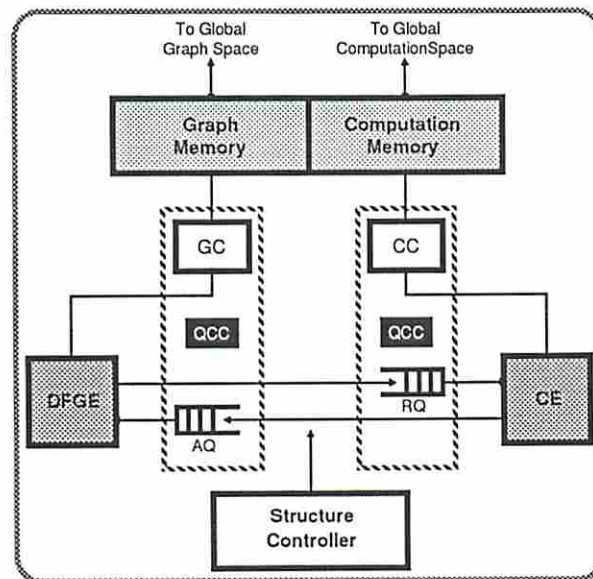 To Global
Graph Space
To Global
ComputationSpace
Graph
Memory
Computation
Memory
GC
CC
QCC
QCC
DFGE
RQ
CE
AQ
Structure
Controller